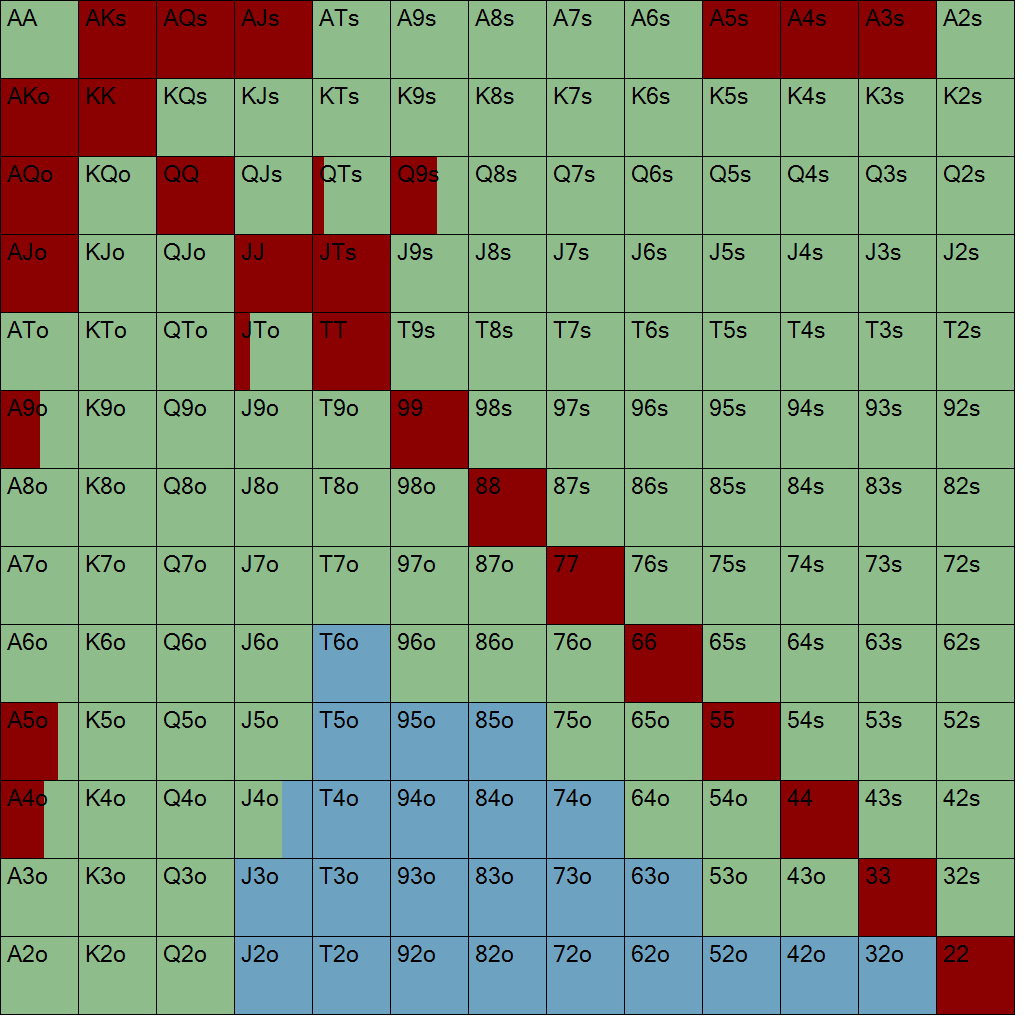 AA AKs AQs AJs ATs A9s A8s A7s A6s A5s A4s A3s A2s
AKo KK KQs KJs KTs K9s K8s K7s K6s K5s K4s K3s K2s
AQo KQo QQ QJs QTs Q9s Q8s Q7s Q6s Q5s Q4s Q3s Q2s
AJo KJo QJo JJ JTs J9s J8s J7s J6s J5s J4s J3s J2s
ATo KTo QTo JTo TT T9s T8s T7s T6s T5s T4s T3s T2s
A9o K9o Q9o J9o T9o 99 98s 97s 96s 95s 94s 93s 92s
A8o K8o Q8o J8o T8o 98o 88 87s 86s 85s 84s 83s 82s
A7o K7o Q7o J7o T7o 97o 87o 77 76s 75s 74s 73s 72s
A6o K6o Q6o J6o T6o 96o 86o 76o 66 65s 64s 63s 62s
A5o K5o Q5o J5o T5o 95o 85o 75o 65o 55 54s 53s 52s
A4o K4o Q4o J4o T4o 94o 84o 74o 64o 54o 44 43s 42s
A3o K3o Q3o J3o T3o 93o 83o 73o 63o 53o 43o 33 32s
A2o K2o Q2o J2o T2o 92o 82o 72o 62o 52o 42o 32o 22